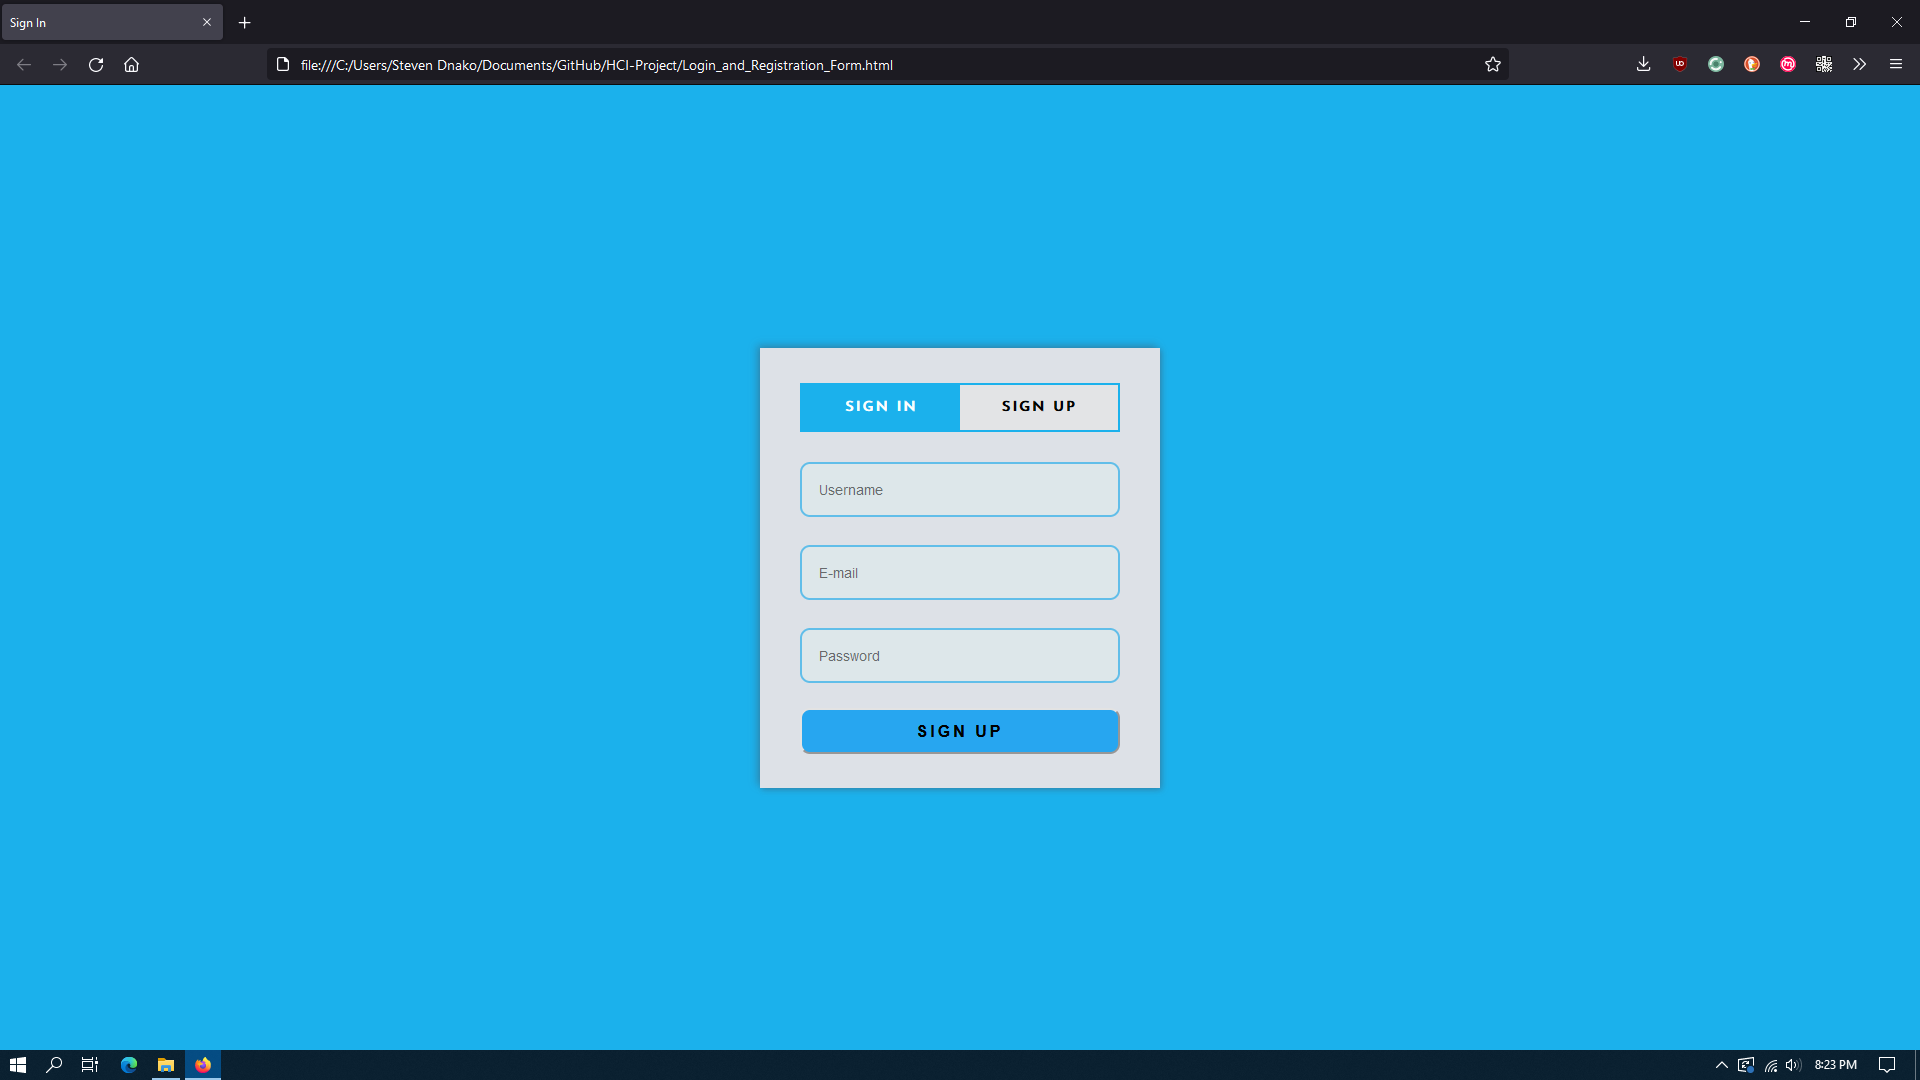 Sign In
file:///C:/Users/Steven Dnako/Documents/GitHub/HCI-Project/Login_and_Registration_Form.html
SIGN IN SIGN UP
Username
E-mail
Password
SIGN UP
8:23 PM